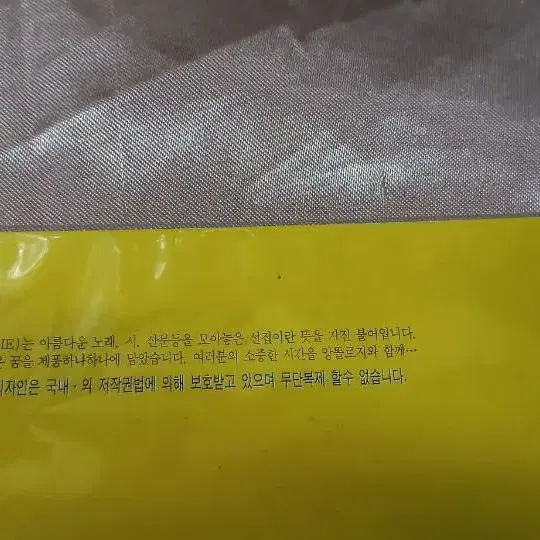 IE)는 아름다운 노래, 시, 산문등을 모아놓은 선집이란 뜻을 가진 불어입니다.
은 꿈을 제품하나하나에 담았습니다. 여러분의 소중한 시간을 앙똘로지와 함께…
디자인은 국내·외 저작권법에 의해 보호받고 있으며 무단복제 할수 없습니다.